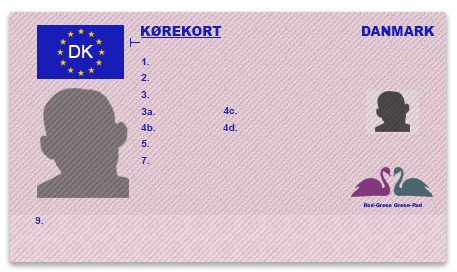 KØREKORT DANMARK
DK
1.
2.
3.
3a. 4c.
4b. 4d.
5.
7.
Red-Green Green-Red
9.